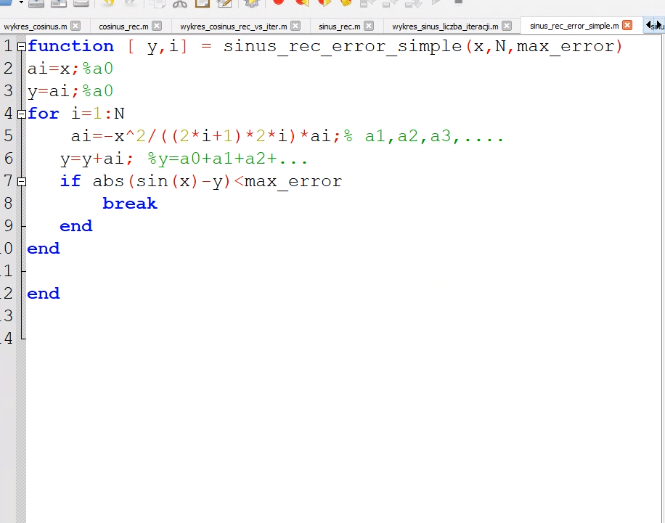 wykres_cosinus.m cosinus_rec.m wykres_cosinus_rec_vs_iter.m sinus_rec.m wykres_sinus_liczba_iteracji.m sinus_rec_error_simple.m
1 function [ y,i] = sinus_rec_error_simple(x,N,max_error)
2 ai=x;%a0
3 y=ai;%a0
4 for i=1:N
5 ai=-x^2/((2*i+1)*2*i)*ai;% a1,a2,a3,....
6 y=y+ai; %y=a0+a1+a2+...
7 if abs(sin(x)-y)<max_error
8 break
9 end
0 end
1
2 end
3
4